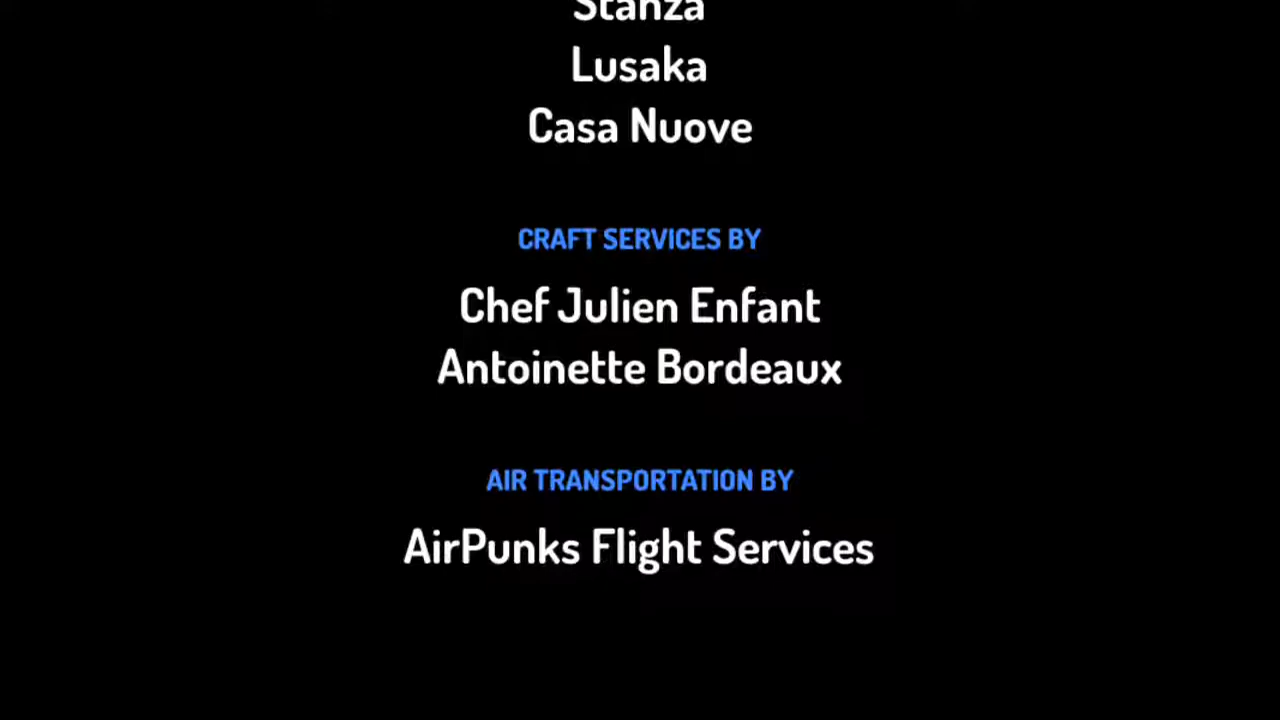 Stanza
Lusaka
Casa Nuove
CRAFT SERVICES BY
Chef Julien Enfant
Antoinette Bordeaux
AIR TRANSPORTATION BY
AirPunks Flight Services